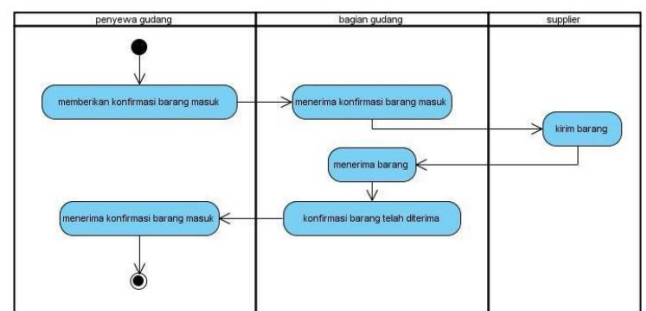 penyewa gudang
bagian gudang
supplier
memberikan konfirmasi barang masuk
menerima konfirmasi barang masuk
kirim barang
menerima barang
menerima konfirmasi barang masuk
konfirmasi barang telah diterima